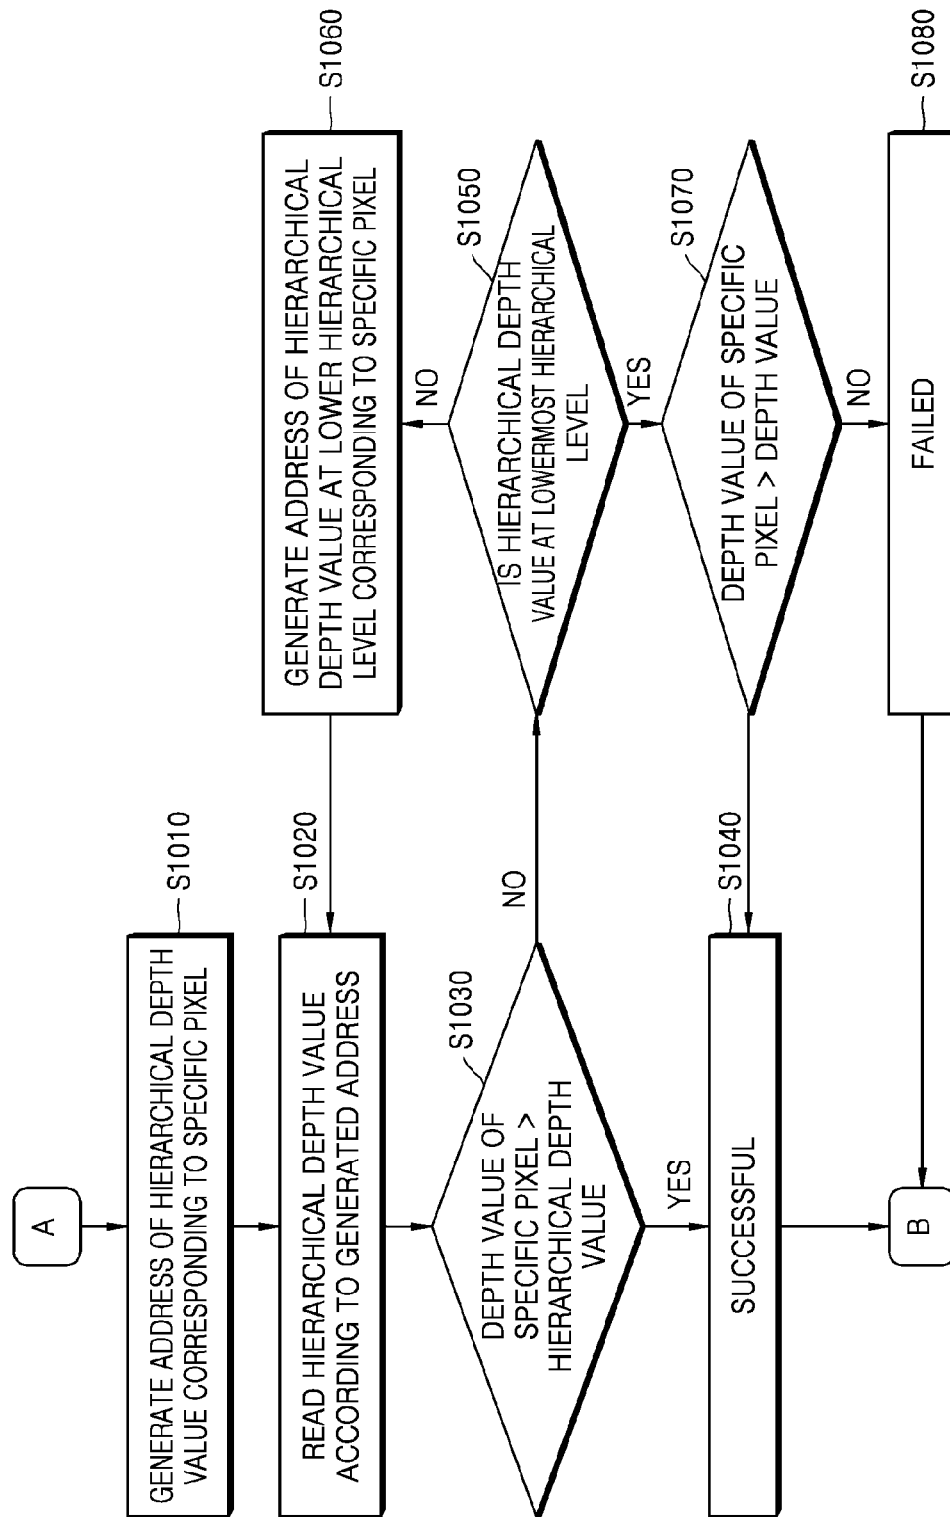 A
GENERATE ADDRESS OF HIERARCHICAL DEPTH
VALUE CORRESPONDING TO SPECIFIC PIXEL
S1010
READ HIERARCHICAL DEPTH VALUE
ACCORDING TO GENERATED ADDRESS
S1020
DEPTH VALUE OF
SPECIFIC PIXEL >
HIERARCHICAL DEPTH
VALUE
S1030
NO
YES
SUCCESSFUL
S1040
B
GENERATE ADDRESS OF HIERARCHICAL
DEPTH VALUE AT LOWER HIERARCHICAL
LEVEL CORRESPONDING TO SPECIFIC PIXEL
S1060
NO
IS HIERARCHICAL DEPTH
VALUE AT LOWERMOST HIERARCHICAL
LEVEL
S1050
YES
DEPTH VALUE OF SPECIFIC
PIXEL > DEPTH VALUE
S1070
NO
FAILED
S1080